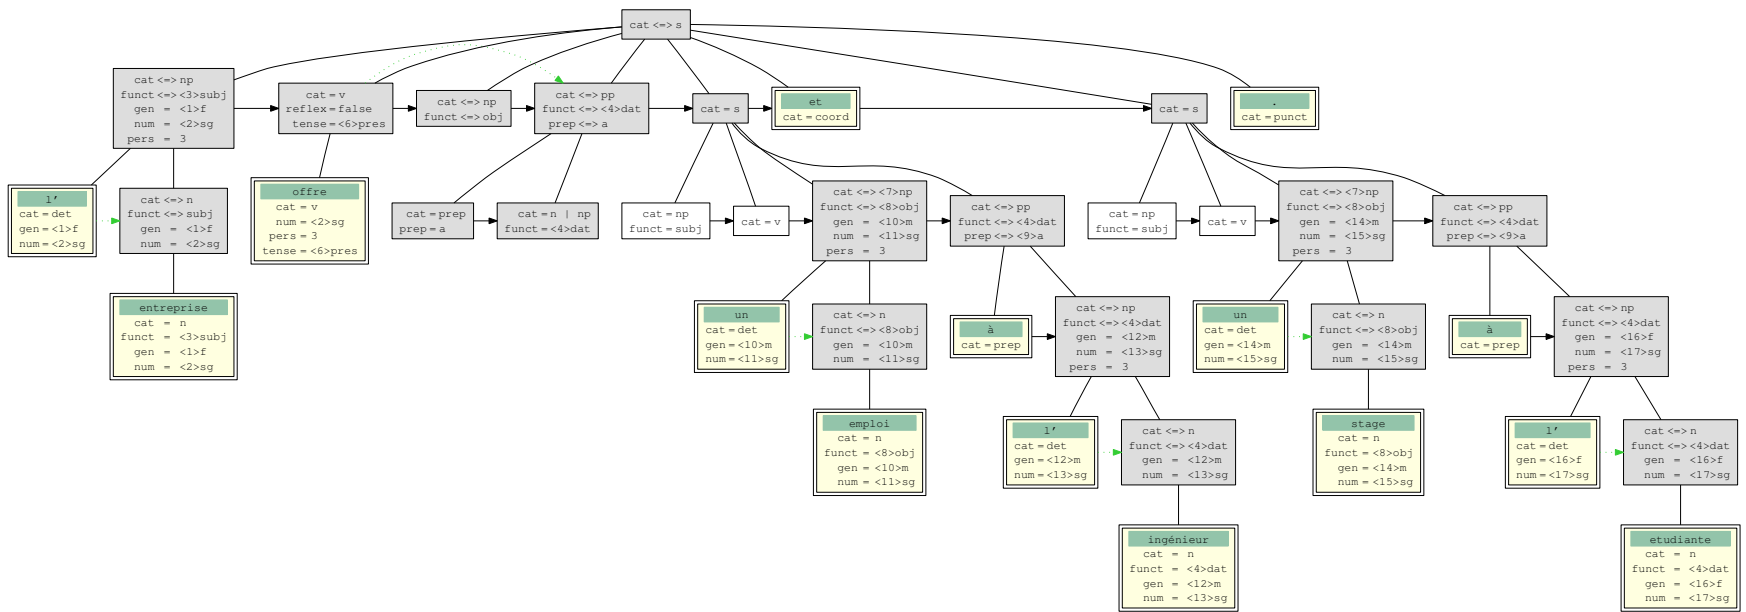 cat <=> s
cat <=> np
funct <=> <3>subj
gen = <1>f
num = <2>sg
pers = 3
cat = v
reflex = false
tense = <6>pres
cat <=> np
funct <=> obj
cat <=> pp
funct <=> <4>dat
prep <=> a
cat = s
et
cat = coord
cat = s
.
cat = punct
l'
cat = det
gen = <1>f
num = <2>sg
cat <=> n
funct <=> subj
gen = <1>f
num = <2>sg
offre
cat = v
num = <2>sg
pers = 3
tense = <6>pres
cat = prep
prep = a
cat = n | np
funct = <4>dat
cat = np
funct = subj
cat = v
cat <=> <7>np
funct <=> <8>obj
gen = <10>m
num = <11>sg
pers = 3
cat <=> pp
funct <=> <4>dat
prep <=> <9>a
cat = np
funct = subj
cat = v
cat <=> <7>np
funct <=> <8>obj
gen = <14>m
num = <15>sg
pers = 3
cat <=> pp
funct <=> <4>dat
prep <=> <9>a
entreprise
cat = n
funct = <3>subj
gen = <1>f
num = <2>sg
un
cat = det
gen = <10>m
num = <11>sg
cat <=> n
funct <=> <8>obj
gen = <10>m
num = <11>sg
à
cat = prep
cat <=> np
funct <=> <4>dat
gen = <12>m
num = <13>sg
pers = 3
un
cat = det
gen = <14>m
num = <15>sg
cat <=> n
funct <=> <8>obj
gen = <14>m
num = <15>sg
à
cat = prep
cat <=> np
funct <=> <4>dat
gen = <16>f
num = <17>sg
pers = 3
emploi
cat = n
funct = <8>obj
gen = <10>m
num = <11>sg
l'
cat = det
gen = <12>m
num = <13>sg
cat <=> n
funct <=> <4>dat
gen = <12>m
num = <13>sg
stage
cat = n
funct = <8>obj
gen = <14>m
num = <15>sg
l'
cat = det
gen = <16>f
num = <17>sg
cat <=> n
funct <=> <4>dat
gen = <16>f
num = <17>sg
ingénieur
cat = n
funct = <4>dat
gen = <12>m
num = <13>sg
etudiante
cat = n
funct = <4>dat
gen = <16>f
num = <17>sg